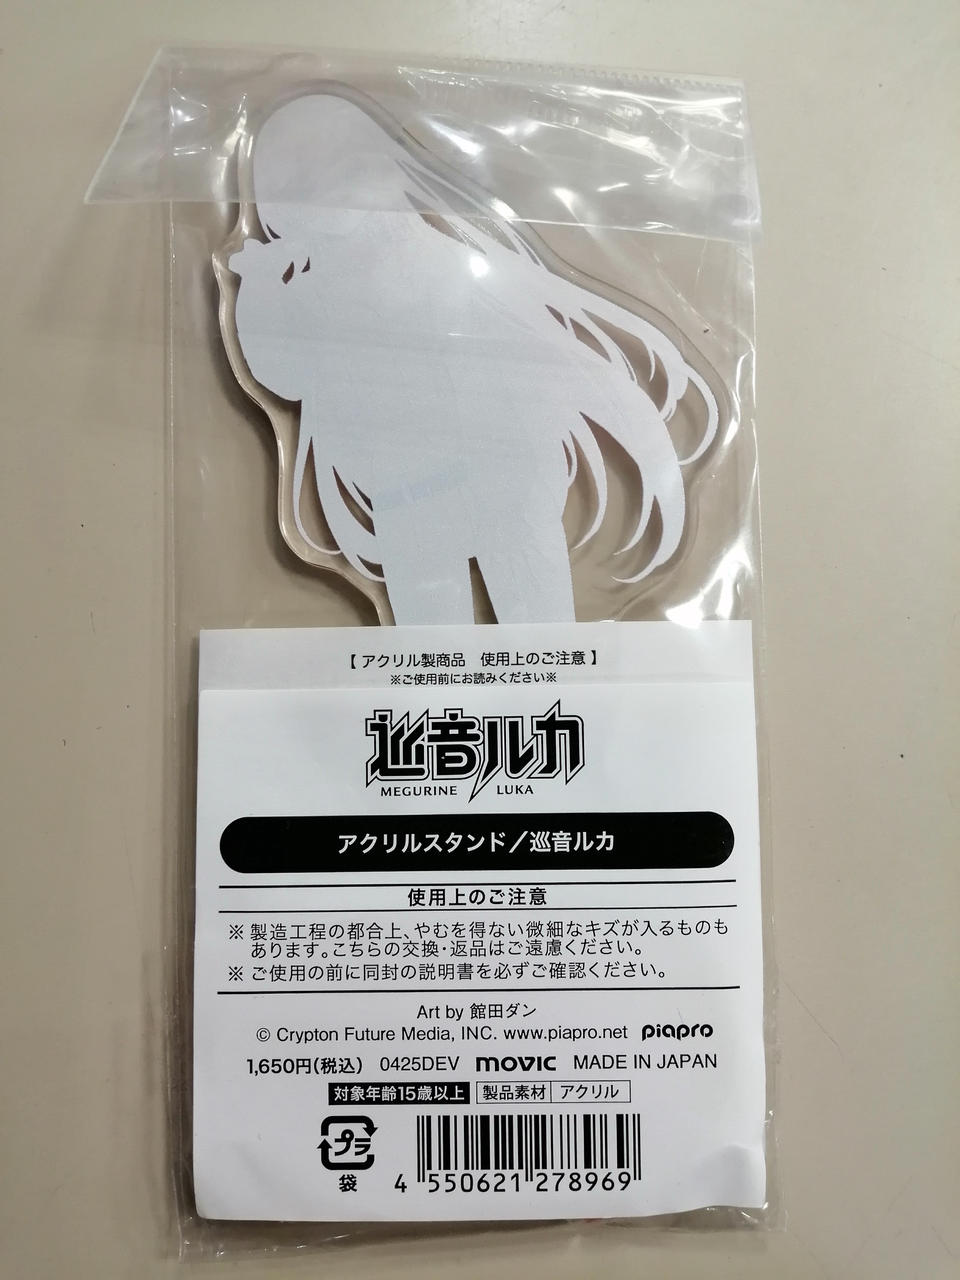 【 アクリル製商品 使用上のご注意 】
※ご使用前にお読みください※
巡音ルカ
MEGURINE LUKA
アクリルスタンド／巡音ルカ
使用上のご注意
※ 製造工程の都合上、やむを得ない微細なキズが入るものも
あります。こちらの交換・返品はご遠慮ください。
※ ご使用の前に同封の説明書を必ずご確認ください。
Art by 館田ダン
© Crypton Future Media, INC. www.piapro.net piapro
1,650円(税込) 0425DEV movic MADE IN JAPAN
対象年齢15歳以上 製品素材 アクリル
プラ
袋
4 550621 278969